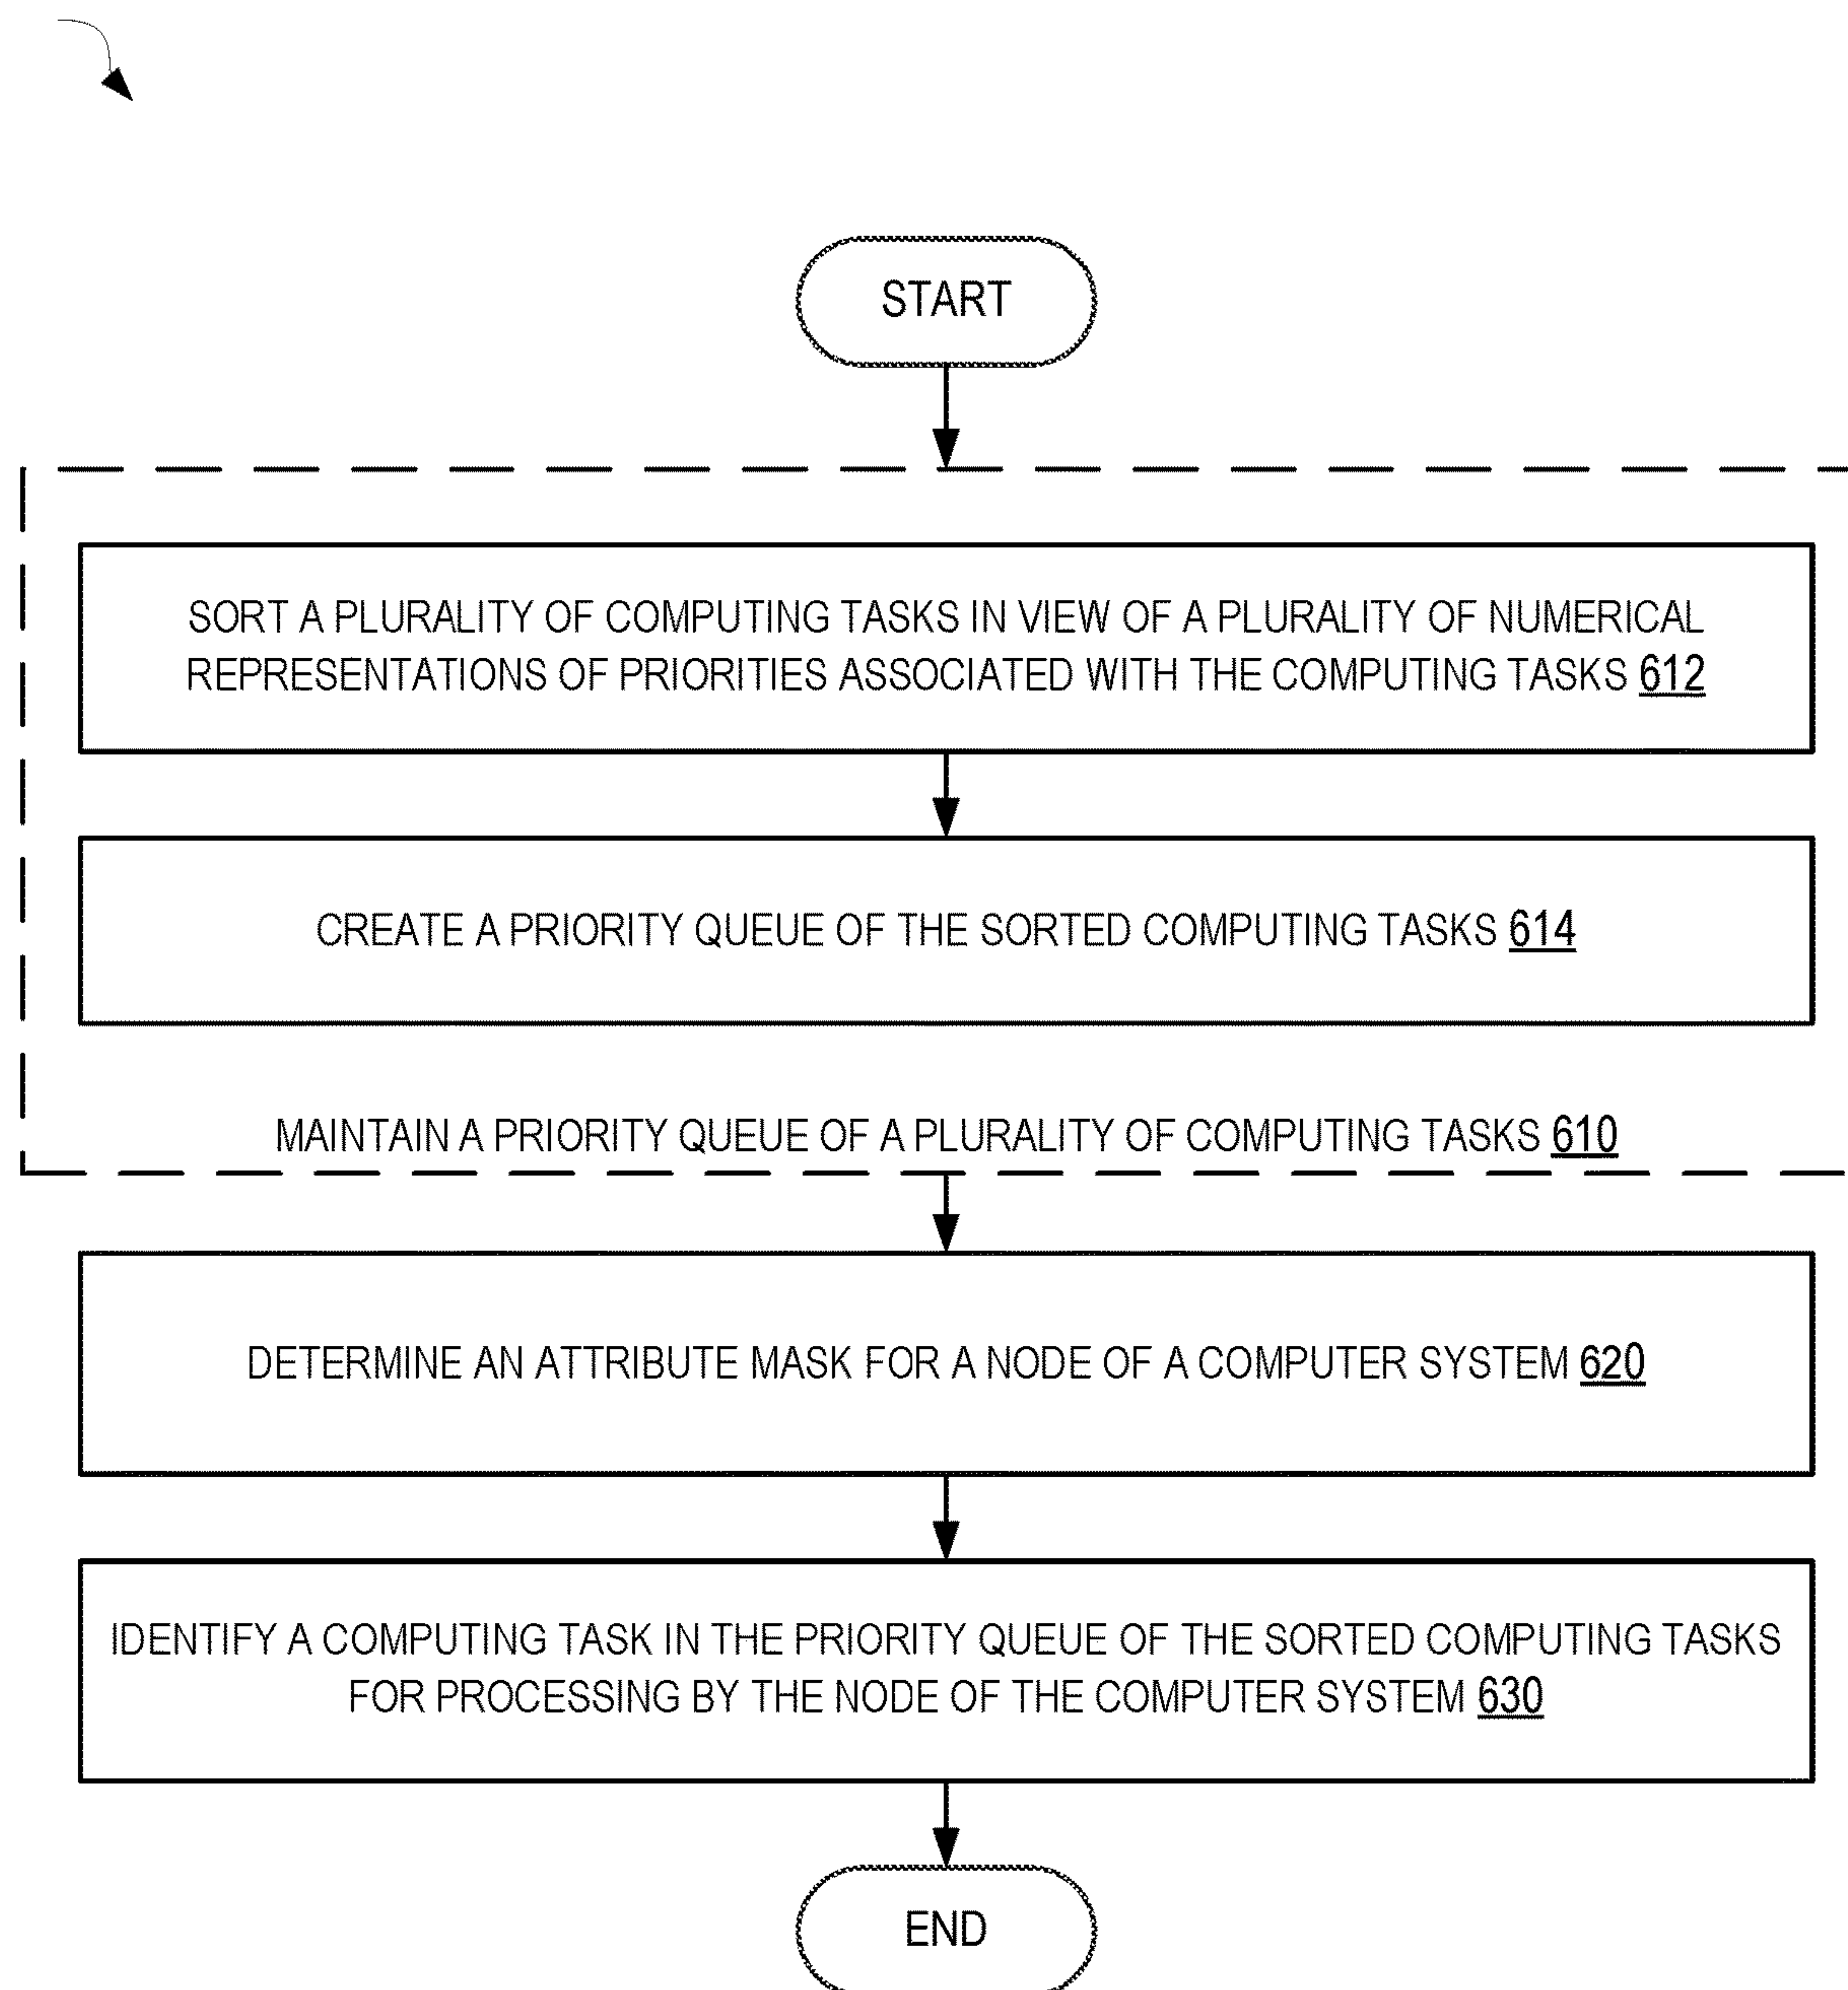 START
SORT A PLURALITY OF COMPUTING TASKS IN VIEW OF A PLURALITY OF NUMERICAL
REPRESENTATIONS OF PRIORITIES ASSOCIATED WITH THE COMPUTING TASKS 612
CREATE A PRIORITY QUEUE OF THE SORTED COMPUTING TASKS 614
MAINTAIN A PRIORITY QUEUE OF A PLURALITY OF COMPUTING TASKS 610
DETERMINE AN ATTRIBUTE MASK FOR A NODE OF A COMPUTER SYSTEM 620
IDENTIFY A COMPUTING TASK IN THE PRIORITY QUEUE OF THE SORTED COMPUTING TASKS
FOR PROCESSING BY THE NODE OF THE COMPUTER SYSTEM 630
END